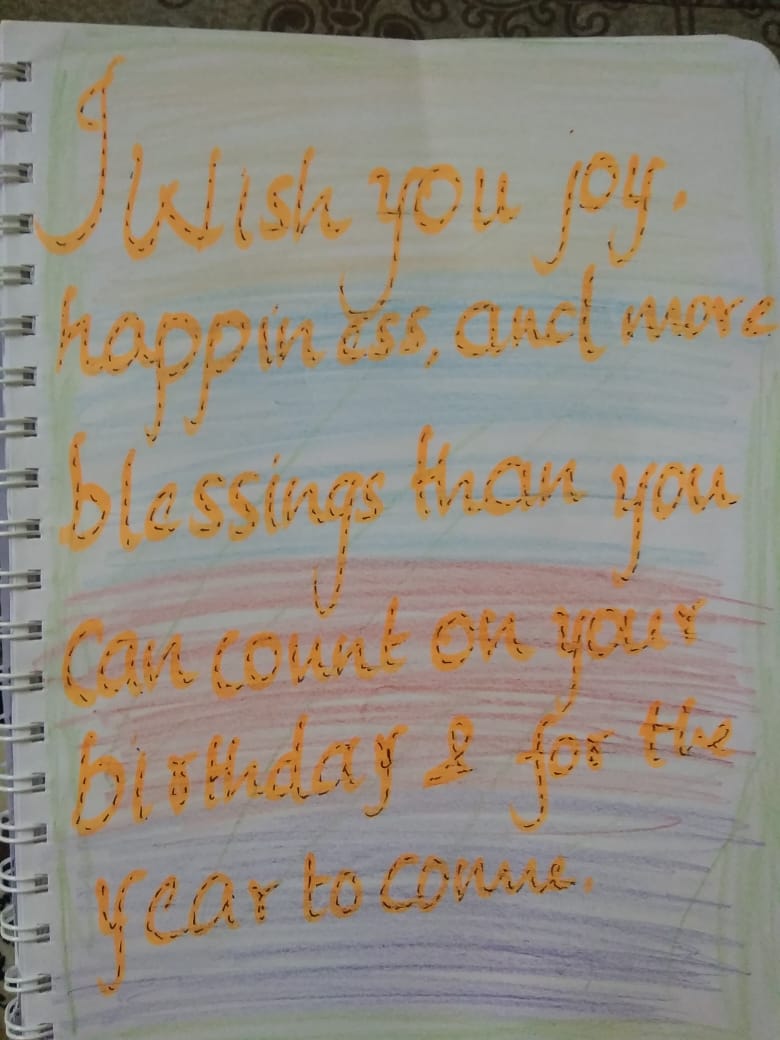 I Wish you joy.
happiness, and more
blessings than you
Can count on your
birthday & for the
year to come.